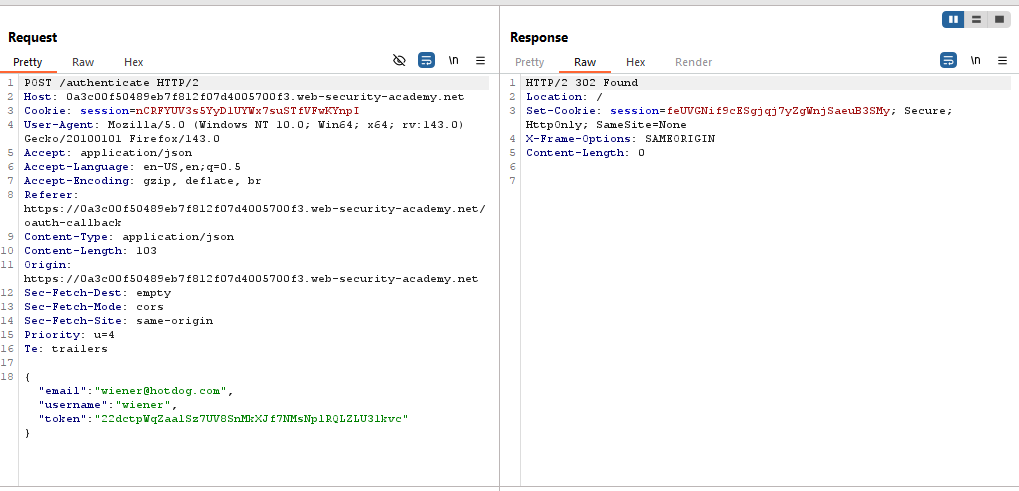 Request
Pretty Raw Hex \n
1 POST /authenticate HTTP/2
2 Host: 0a3c00f50489eb7f812f07d4005700f3.web-security-academy.net
3 Cookie: session=nCRFYUV3s5YyDlUYWx7suSTfVFwKYnpI
4 User-Agent: Mozilla/5.0 (Windows NT 10.0; Win64; x64; rv:143.0)
Gecko/20100101 Firefox/143.0
5 Accept: application/json
6 Accept-Language: en-US,en;q=0.5
7 Accept-Encoding: gzip, deflate, br
8 Referer:
https://0a3c00f50489eb7f812f07d4005700f3.web-security-academy.net/
oauth-callback
9 Content-Type: application/json
10 Content-Length: 103
11 Origin:
https://0a3c00f50489eb7f812f07d4005700f3.web-security-academy.net
12 Sec-Fetch-Dest: empty
13 Sec-Fetch-Mode: cors
14 Sec-Fetch-Site: same-origin
15 Priority: u=4
16 Te: trailers
17
18 {
"email":"wiener@hotdog.com",
"username":"wiener",
"token":"22dctpWqZaalSz7UV8SnMkXJf7NMsNplRQLZLU3lkvc"
}
Response
Pretty Raw Hex Render \n
1 HTTP/2 302 Found
2 Location: /
3 Set-Cookie: session=feUVGNif9cESgjqj7yZgWnjSaeuB3SMy; Secure;
HttpOnly; SameSite=None
4 X-Frame-Options: SAMEORIGIN
5 Content-Length: 0
6
7